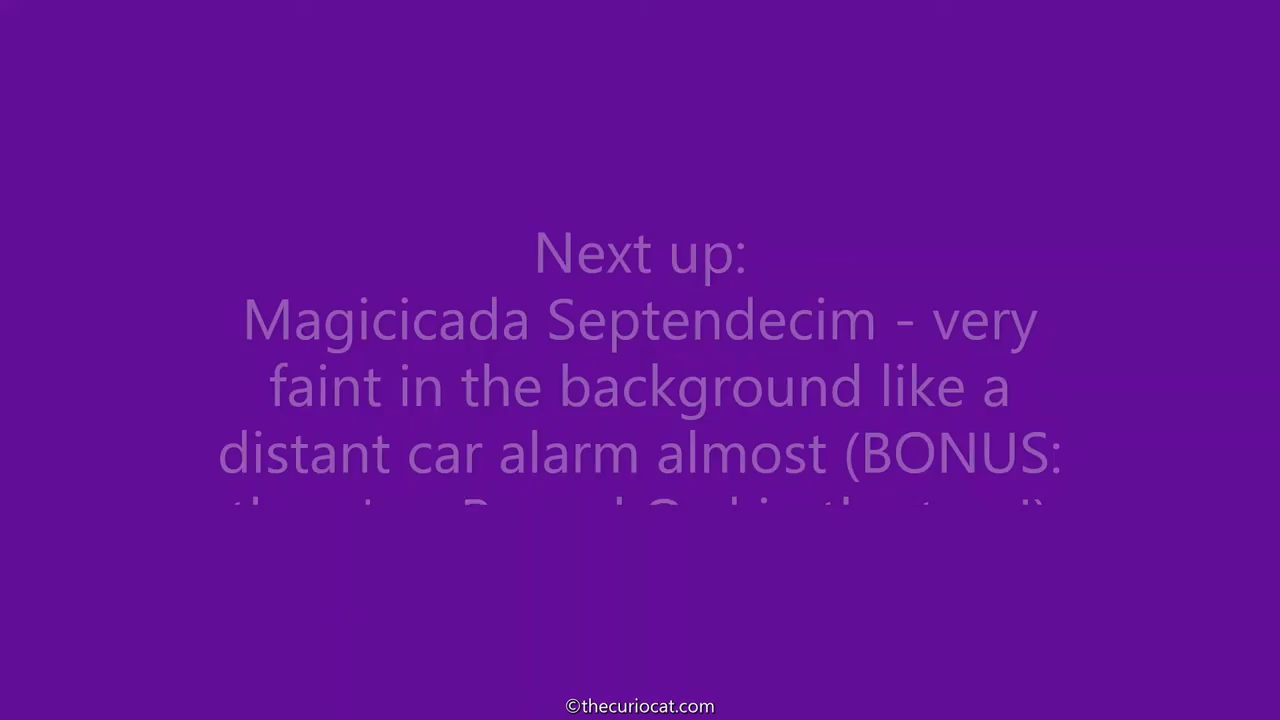 Next up:
Magicicada Septendecim - very
faint in the background like a
distant car alarm almost (BONUS:
©thecuriocat.com